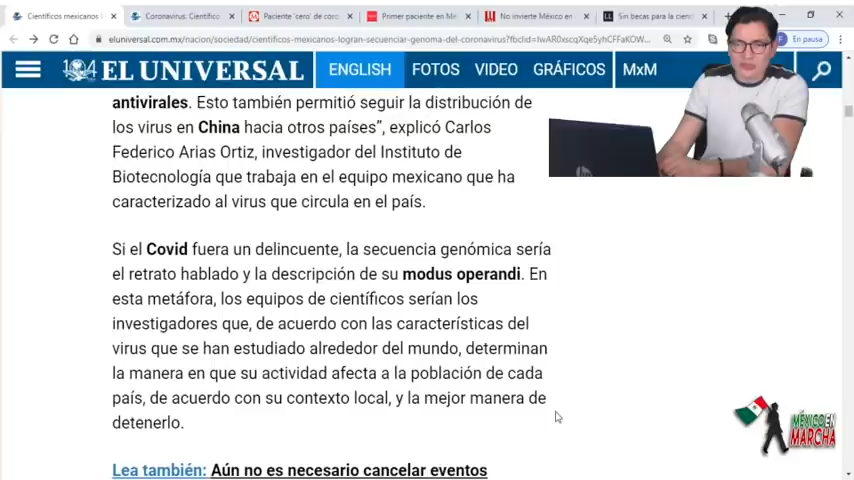 Científicos mexicanos l
Coronavirus: Científico
Paciente 'cero' de coro
Primer paciente en Mé
No invierte México en
Sin becas para la cienc
eluniversal.com.mx/nacion/sociedad/cientificos-mexicanos-logran-secuenciar-genoma-del-coronavirus?fbclid=IwAR0xscqXqe5yhCFFaKOW...
En pausa
104 EL UNIVERSAL
ENGLISH FOTOS VIDEO GRÁFICOS MxM
antivirales. Esto también permitió seguir la distribución de
los virus en China hacia otros países”, explicó Carlos
Federico Arias Ortiz, investigador del Instituto de
Biotecnología que trabaja en el equipo mexicano que ha
caracterizado al virus que circula en el país.
Si el Covid fuera un delincuente, la secuencia genómica sería
el retrato hablado y la descripción de su modus operandi. En
esta metáfora, los equipos de científicos serían los
investigadores que, de acuerdo con las características del
virus que se han estudiado alrededor del mundo, determinan
la manera en que su actividad afecta a la población de cada
país, de acuerdo con su contexto local, y la mejor manera de
detenerlo.
Lea también: Aún no es necesario cancelar eventos
MÉXICO EN
MARCHA